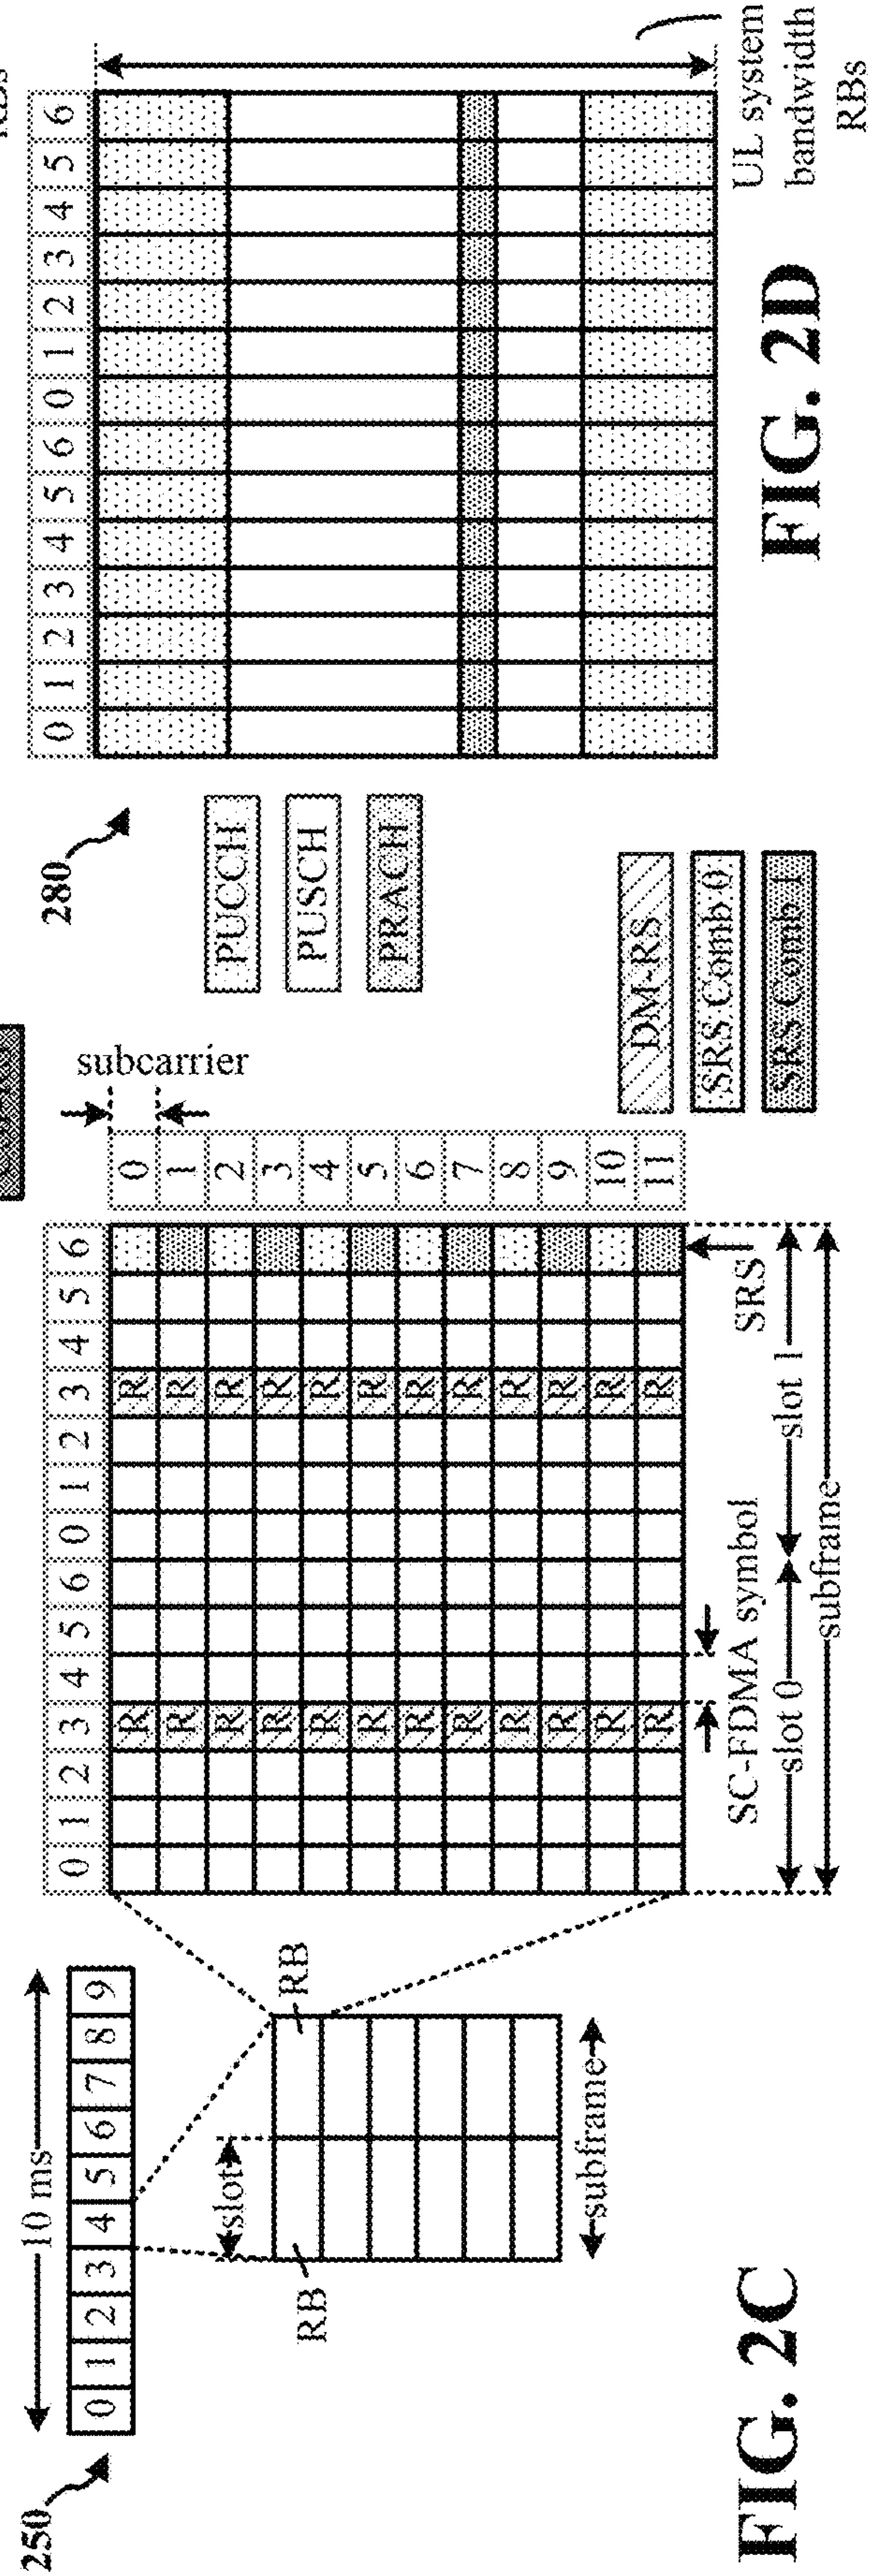 250
10 ms
0 1 2 3 4 5 6 7 8 9
slot
RB
RB
subframe
FIG. 2C
0 1 2 3 4 5 6 0 1 2 3 4 5 6
subcarrier
R R 0
R R 1
R R 2
R R 3
R R 4
R R 5
R R 6
R R 7
R R 8
R R 9
R R 10
R R 11
SC-FDMA symbol
SRS
slot 0
slot 1
subframe
DM-RS
SRS Comb 0
SRS Comb 1
280
PUCCH
PUSCH
PRACH
0 1 2 3 4 5 6 0 1 2 3 4 5 6
UL system
bandwidth
RBs
FIG. 2D